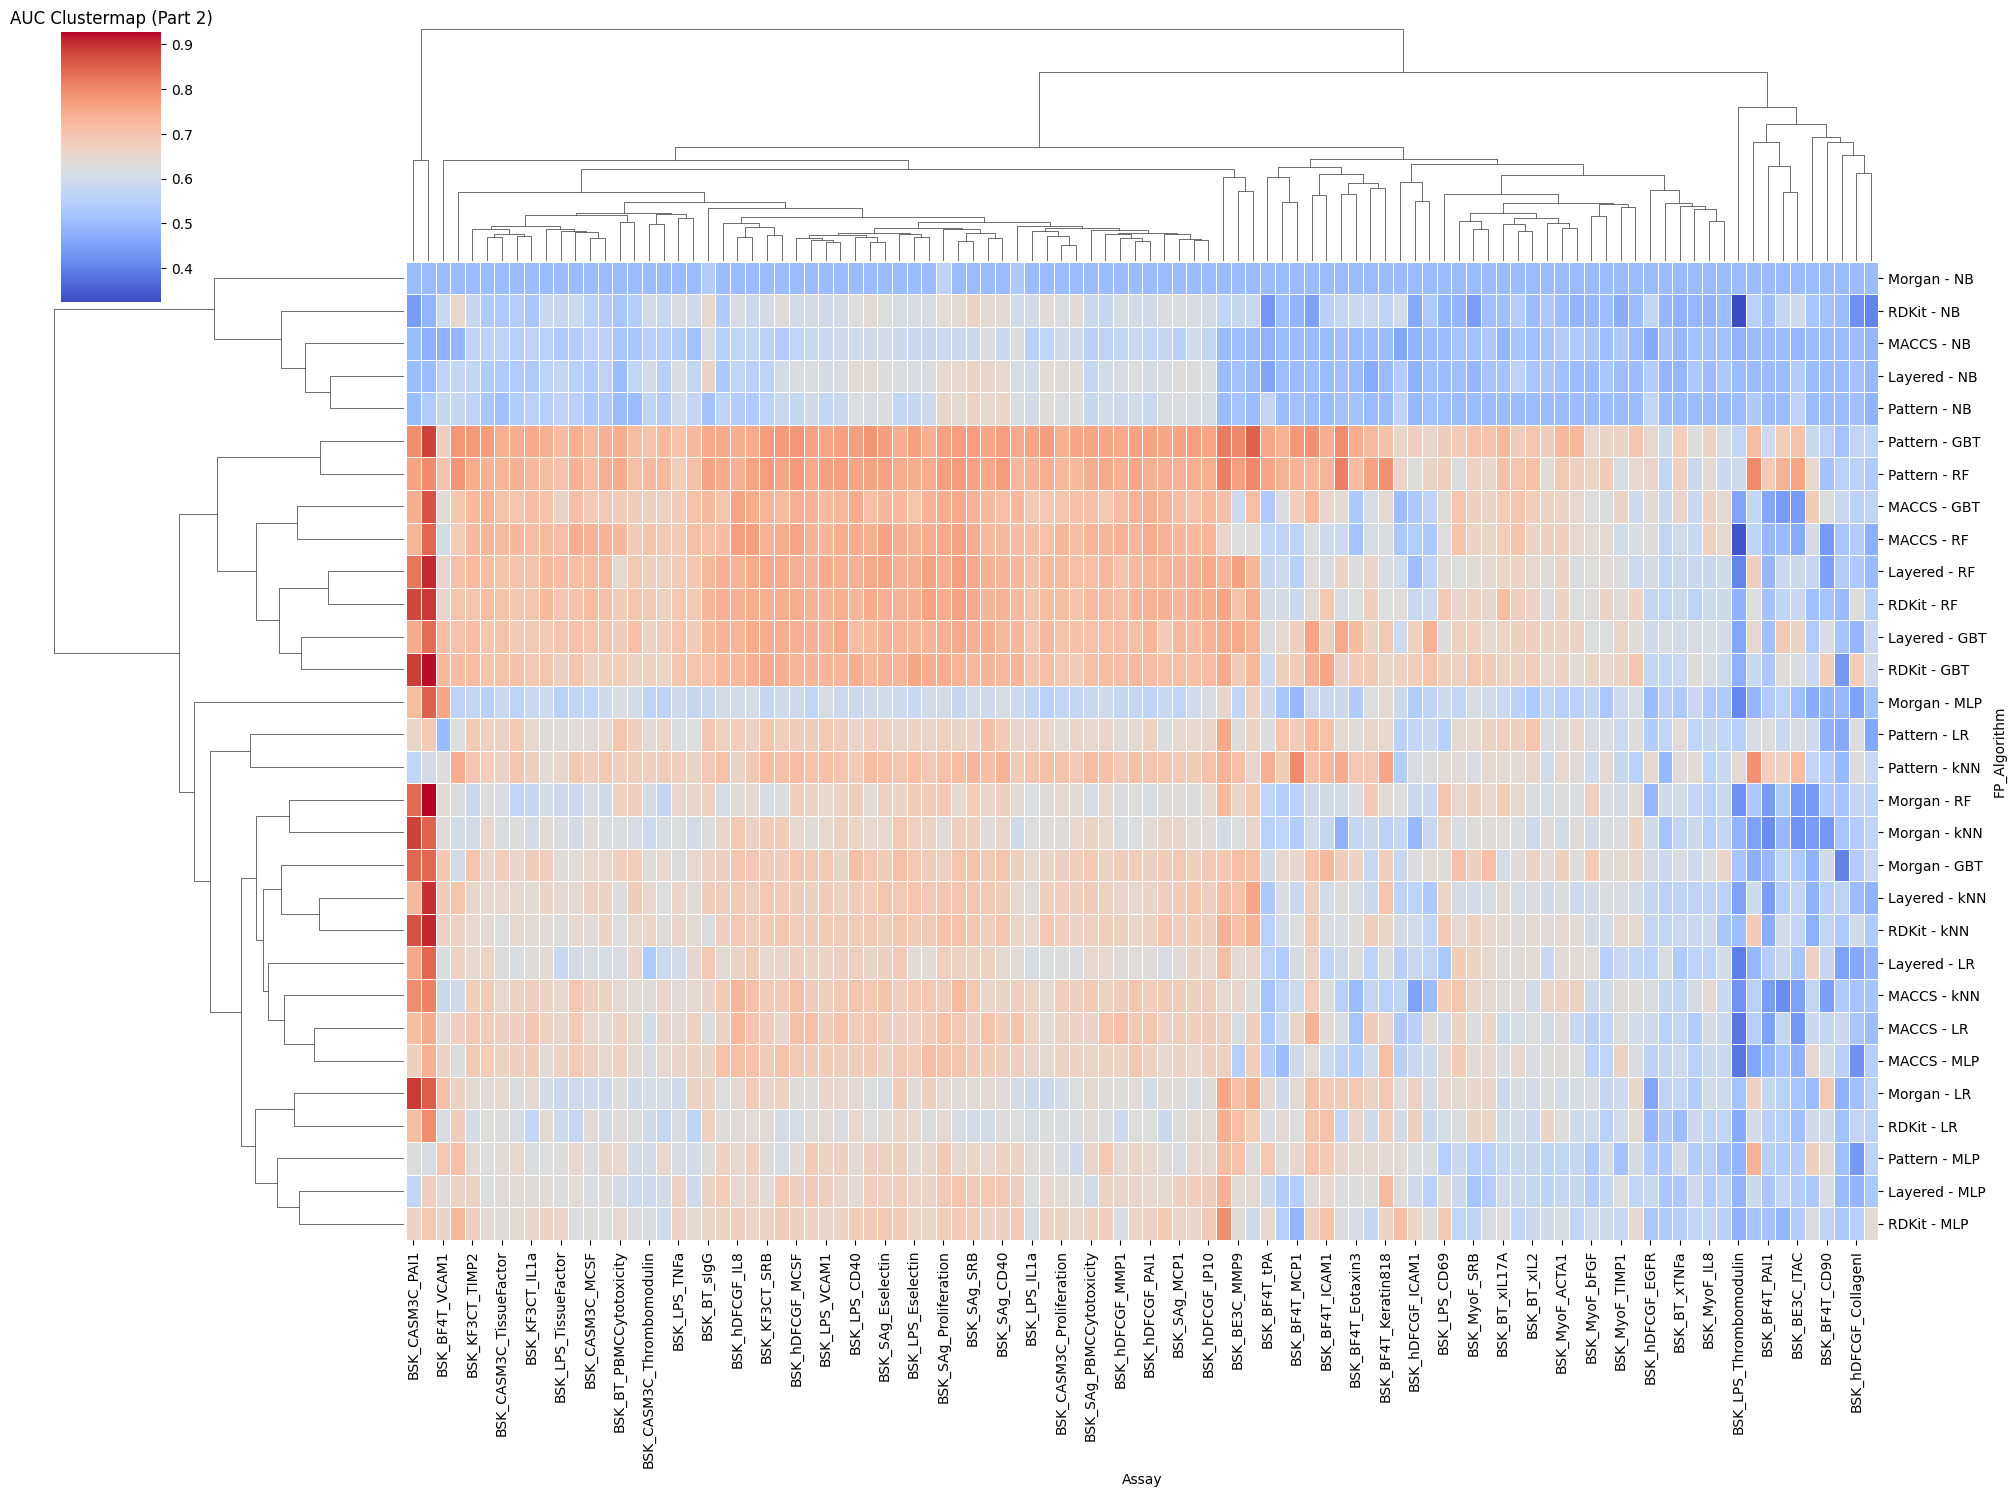 AUC Clustermap (Part 2)
0.9
0.8
0.7
0.6
0.5
0.4
Morgan - NB
RDKit - NB
MACCS - NB
Layered - NB
Pattern - NB
Pattern - GBT
Pattern - RF
MACCS - GBT
MACCS - RF
Layered - RF
RDKit - RF
Layered - GBT
RDKit - GBT
Morgan - MLP
Pattern - LR
Pattern - kNN
Morgan - RF
Morgan - kNN
Morgan - GBT
Layered - kNN
RDKit - kNN
Layered - LR
MACCS - kNN
MACCS - LR
MACCS - MLP
Morgan - LR
RDKit - LR
Pattern - MLP
Layered - MLP
RDKit - MLP
FP_Algorithm
BSK_CASM3C_PAI1
BSK_BF4T_VCAM1
BSK_KF3CT_TIMP2
BSK_CASM3C_TissueFactor
BSK_KF3CT_IL1a
BSK_LPS_TissueFactor
BSK_CASM3C_MCSF
BSK_BT_PBMCCytotoxicity
BSK_CASM3C_Thrombomodulin
BSK_LPS_TNFa
BSK_BT_sIgG
BSK_hDFCGF_IL8
BSK_KF3CT_SRB
BSK_hDFCGF_MCSF
BSK_LPS_VCAM1
BSK_LPS_CD40
BSK_SAg_Eselectin
BSK_LPS_Eselectin
BSK_SAg_Proliferation
BSK_SAg_SRB
BSK_SAg_CD40
BSK_LPS_IL1a
BSK_CASM3C_Proliferation
BSK_SAg_PBMCCytotoxicity
BSK_hDFCGF_MMP1
BSK_hDFCGF_PAI1
BSK_SAg_MCP1
BSK_hDFCGF_IP10
BSK_BE3C_MMP9
BSK_BF4T_tPA
BSK_BF4T_MCP1
BSK_BF4T_ICAM1
BSK_BF4T_Eotaxin3
BSK_BF4T_Keratin818
BSK_hDFCGF_ICAM1
BSK_LPS_CD69
BSK_MyoF_SRB
BSK_BT_xIL17A
BSK_BT_xIL2
BSK_MyoF_ACTA1
BSK_MyoF_bFGF
BSK_MyoF_TIMP1
BSK_hDFCGF_EGFR
BSK_BT_xTNFa
BSK_MyoF_IL8
BSK_LPS_Thrombomodulin
BSK_BF4T_PAI1
BSK_BE3C_ITAC
BSK_BF4T_CD90
BSK_hDFCGF_CollagenI
Assay